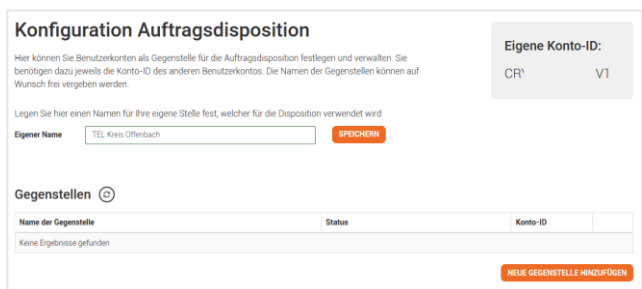 Konfiguration Auftragsdisposition
Hier können Sie Benutzerkonten als Gegenstelle für die Auftragsdisposition festlegen und verwalten. Sie
benötigen dazu jeweils die Konto-ID des anderen Benutzerkontos. Die Namen der Gegenstellen können auf
Wunsch frei vergeben werden.
Eigene Konto-ID:
CRY V1
Legen Sie hier einen Namen für Ihre eigene Stelle fest, welcher für die Disposition verwendet wird
Eigener Name TEL Kreis Offenbach SPEICHERN
Gegenstellen
Name der Gegenstelle Status Konto-ID
Keine Ergebnisse gefunden
NEUE GEGENSTELLE HINZUFÜGEN